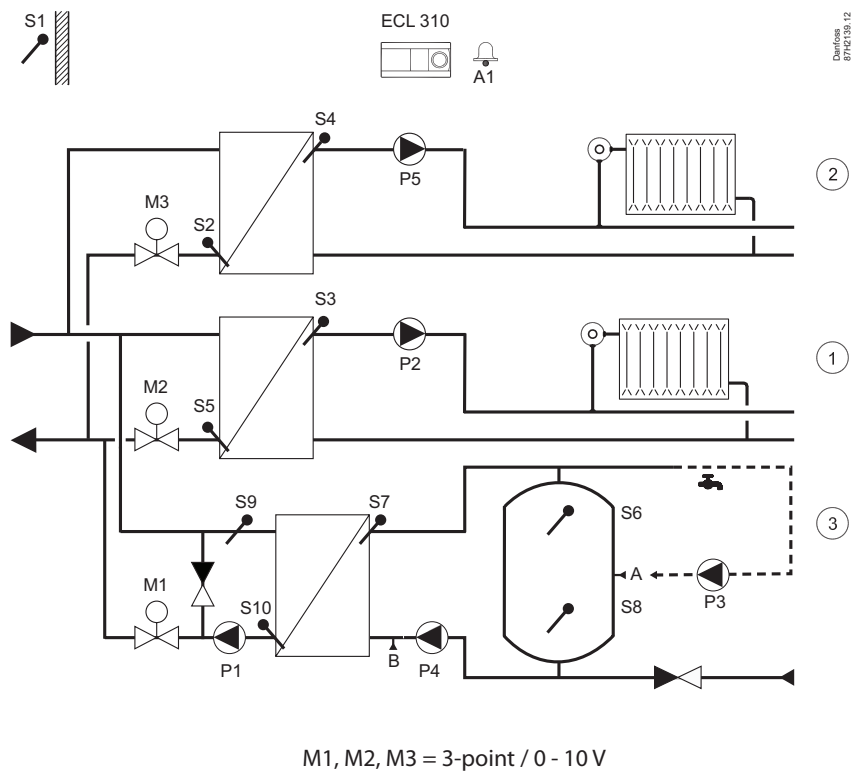 S1
ECL 310
A1
Danfoss
87H2139.12
S4
P5
2
M3
S2
S3
P2
1
M2
S5
S9
S7
S6
3
A
P3
S8
M1
S10
P1
B
P4
M1, M2, M3 = 3-point / 0 - 10 V